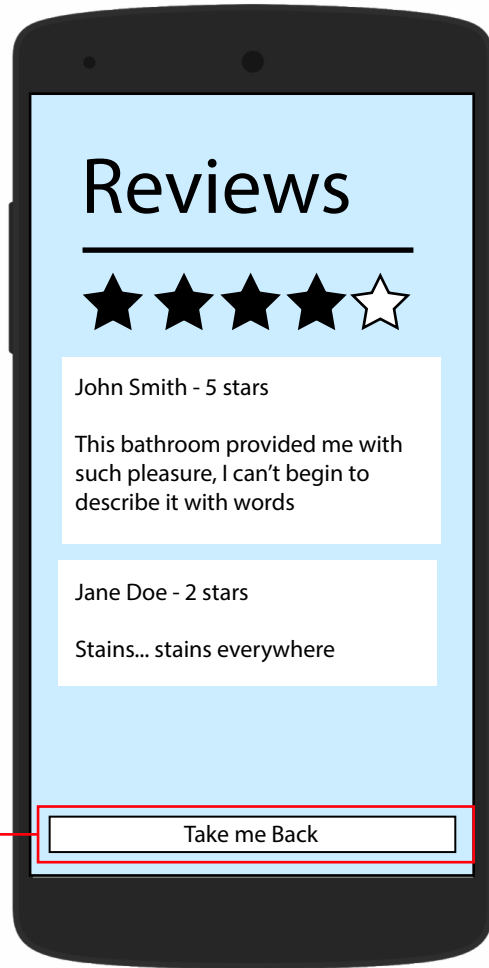 Reviews
John Smith - 5 stars
This bathroom provided me with
such pleasure, I can’t begin to
describe it with words
Jane Doe - 2 stars
Stains... stains everywhere
Take me Back